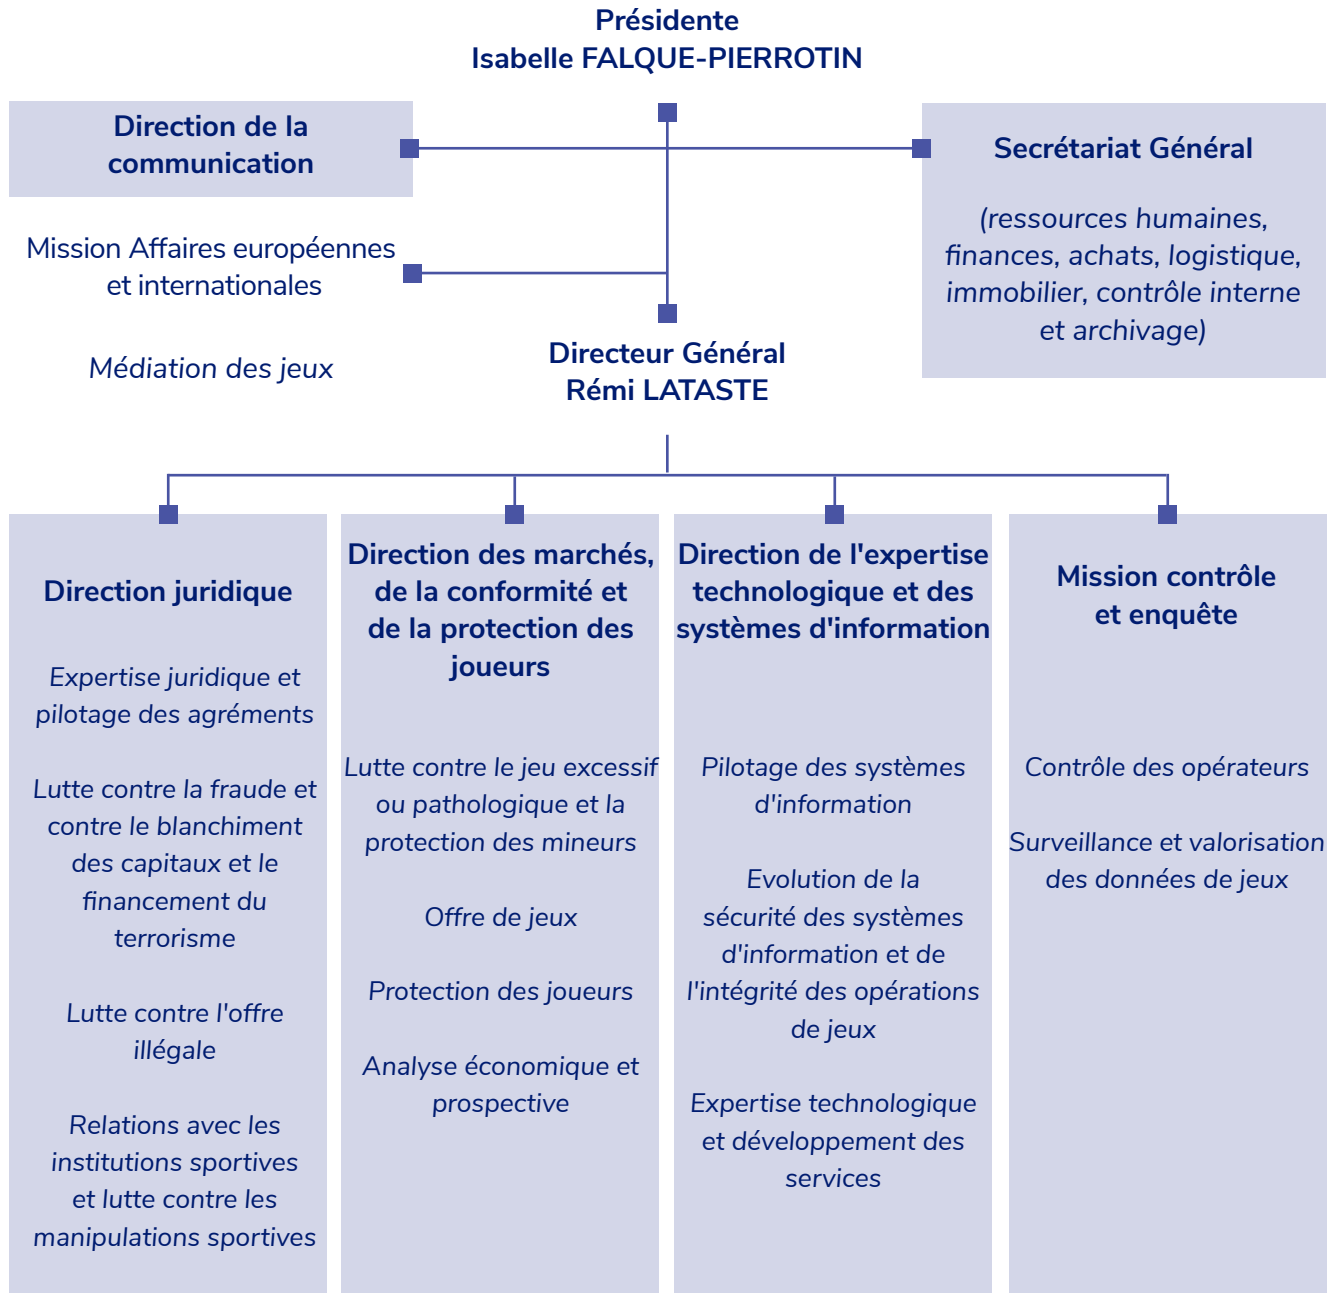 Présidente
Isabelle FALQUE-PIERROTIN
Direction de la
communication
Secrétariat Général
(ressources humaines,
finances, achats, logistique,
immobilier, contrôle interne
et archivage)
Mission Affaires européennes
et internationales
Médiation des jeux
Directeur Général
Rémi LATASTE
Direction juridique
Expertise juridique et
pilotage des agréments
Lutte contre la fraude et
contre le blanchiment
des capitaux et le
financement du
terrorisme
Lutte contre l'offre
illégale
Relations avec les
institutions sportives
et lutte contre les
manipulations sportives
Direction des marchés,
de la conformité et
de la protection des
joueurs
Lutte contre le jeu excessif
ou pathologique et la
protection des mineurs
Offre de jeux
Protection des joueurs
Analyse économique et
prospective
Direction de l'expertise
technologique et des
systèmes d'information
Pilotage des systèmes
d'information
Evolution de la
sécurité des systèmes
d'information et de
l'intégrité des opérations
de jeux
Expertise technologique
et développement des
services
Mission contrôle
et enquête
Contrôle des opérateurs
Surveillance et valorisation
des données de jeux